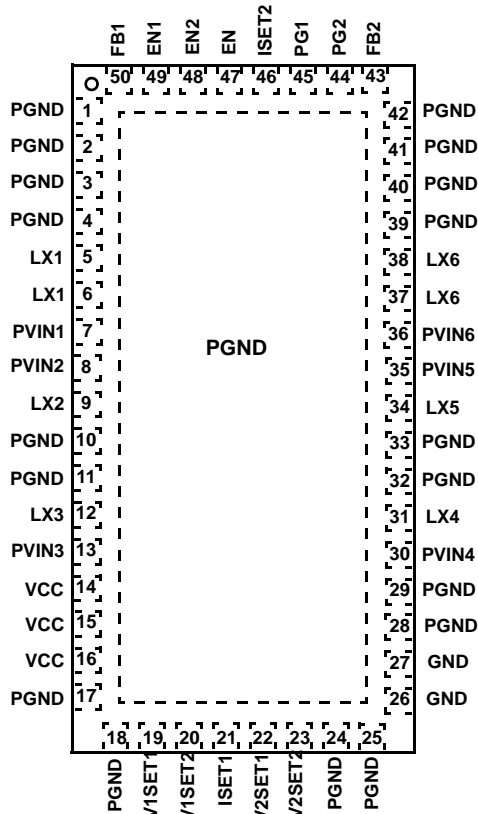 FB1 EN1 EN2 EN ISET2 PG1 PG2 FB2
50 49 48 47 46 45 44 43
PGND 1 42 PGND
PGND 2 41 PGND
PGND 3 40 PGND
PGND 4 39 PGND
LX1 5 38 LX6
LX1 6 37 LX6
PVIN1 7 36 PVIN6
PGND
PVIN2 8 35 PVIN5
LX2 9 34 LX5
PGND 10 33 PGND
PGND 11 32 PGND
LX3 12 31 LX4
PVIN3 13 30 PVIN4
VCC 14 29 PGND
VCC 15 28 PGND
VCC 16 27 GND
PGND 17 26 GND
18 19 20 21 22 23 24 25
PGND V1SET1 V1SET2 ISET1 V2SET1 V2SET2 PGND PGND